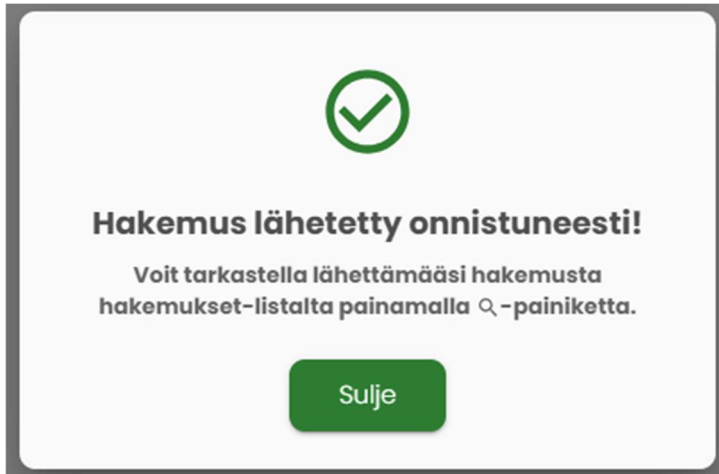 Hakemus lähetetty onnistuneesti!
Voit tarkastella lähettämääsi hakemusta
hakemukset-listalta painamalla -painiketta.
Sulje